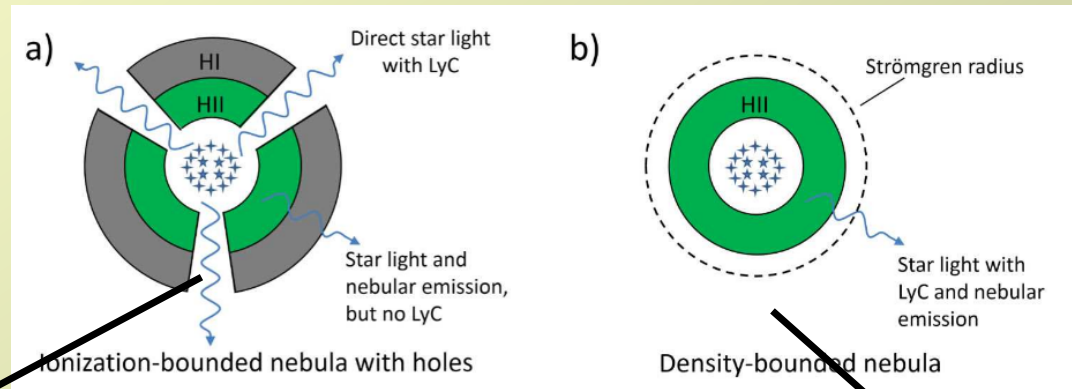 a)
HI
HII
Direct star light
with LyC
Star light and
nebular emission,
but no LyC
Ionization-bounded nebula with holes
b)
HII
Strömgren radius
Star light with
LyC and nebular
emission
Density-bounded nebula